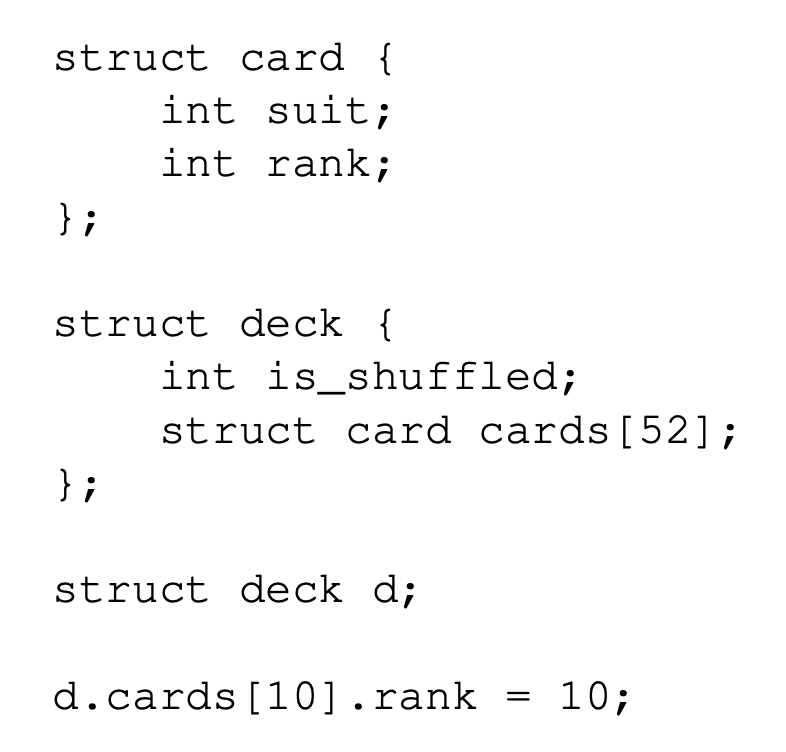 struct card {
     int suit;
     int rank;
};

struct deck {
     int is_shuffled;
     struct card cards[52];
};

struct deck d;

d.cards[10].rank = 10;